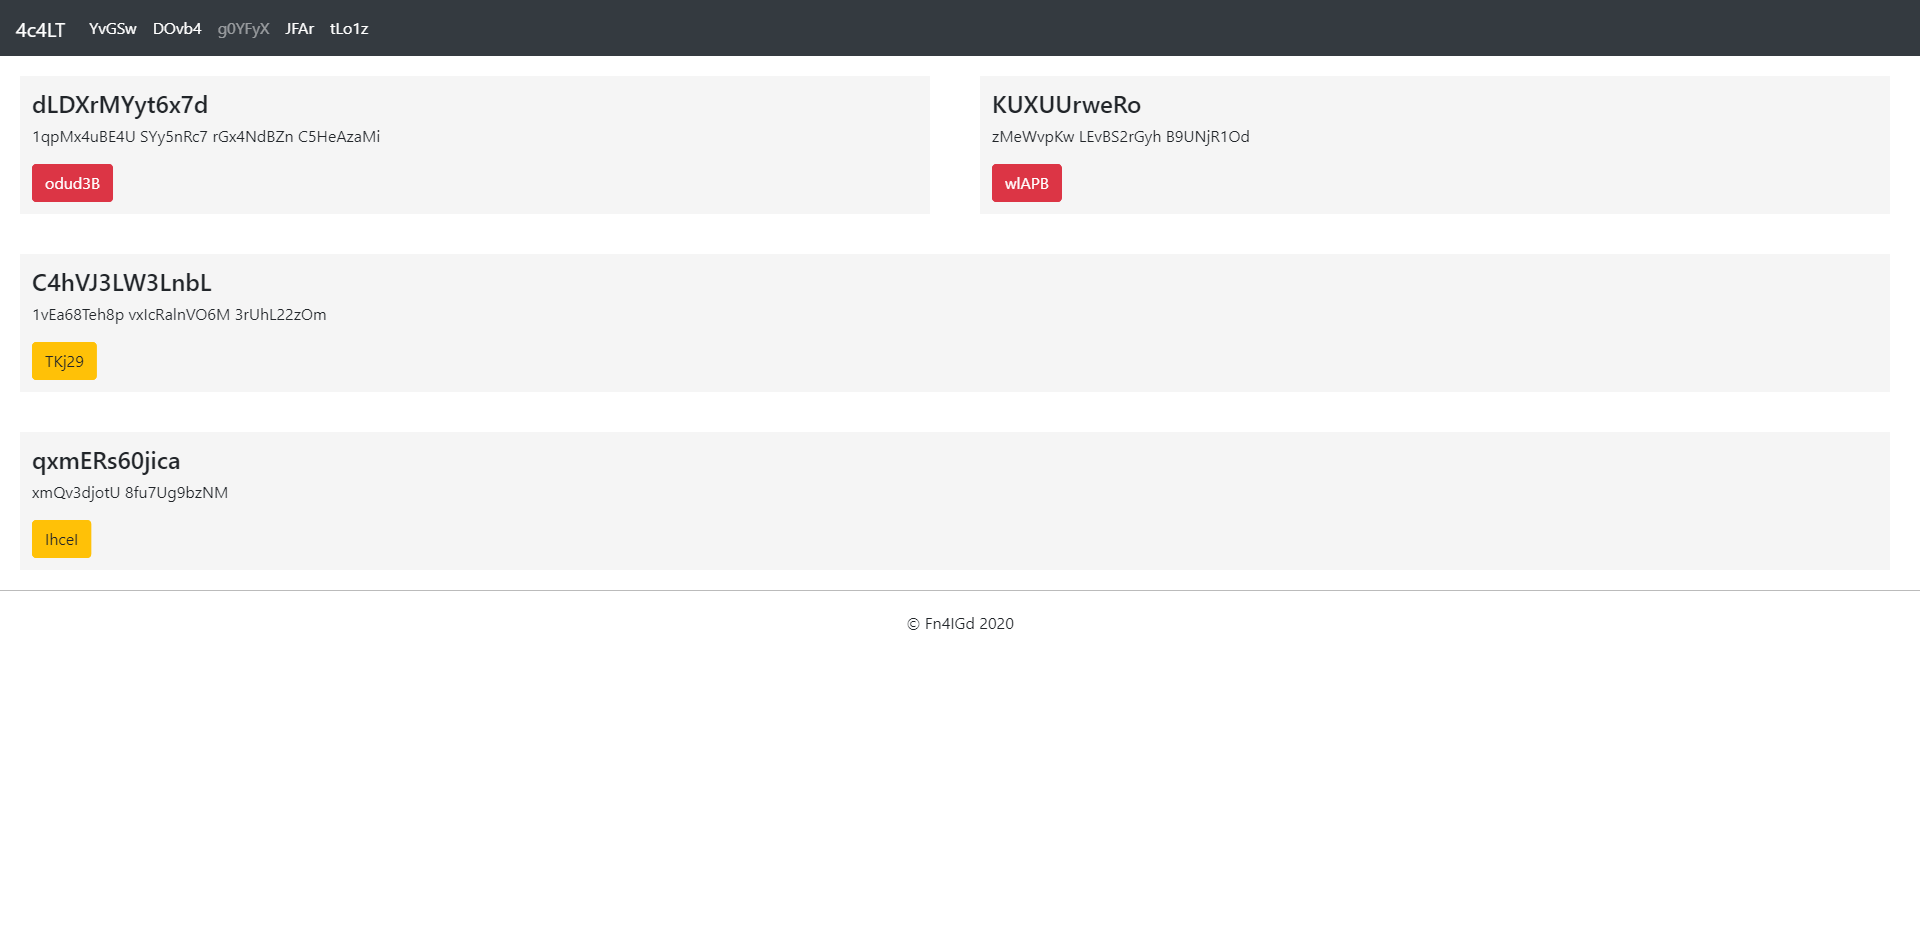 4c4LT YvGSw DOvb4 g0YFyX JFAr tLo1z
dLDXrMYyt6x7d
1qpMx4uBE4U SYy5nRc7 rGx4NdBZn C5HeAzaMi
odud3B
KUXUUrweRo
zMeWvpKw LEvBS2rGyh B9UNjR1Od
wlAPB
C4hVJ3LW3LnbL
1vEa68Teh8p vxIcRalnVO6M 3rUhL22zOm
TKj29
qxmERs60jica
xmQv3djotU 8fu7Ug9bzNM
IhceI
© Fn4IGd 2020